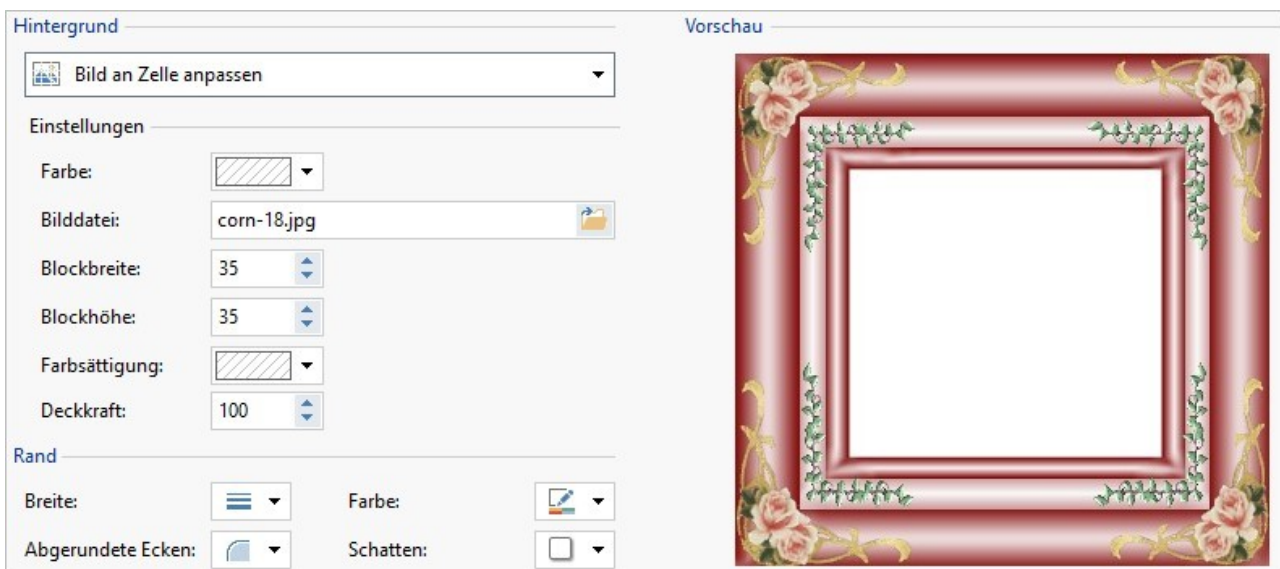 Hintergrund
Vorschau
Bild an Zelle anpassen
Einstellungen
Farbe:
Bilddatei: corn-18.jpg
Blockbreite: 35
Blockhöhe: 35
Farbsättigung:
Deckkraft: 100
Rand
Breite: Farbe:
Abgerundete Ecken: Schatten: